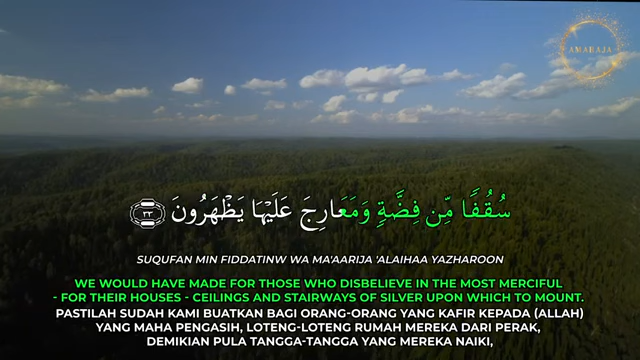 AMARAJA
سُقُفًا مِّن فِضَّةٍ وَمَعَارِجَ عَلَيْهَا يَظْهَرُونَ ٣٣
SUQUFAN MIN FIDDATINW WA MA'AARIJA 'ALAIHAA YAZHAROON
WE WOULD HAVE MADE FOR THOSE WHO DISBELIEVE IN THE MOST MERCIFUL
- FOR THEIR HOUSES - CEILINGS AND STAIRWAYS OF SILVER UPON WHICH TO MOUNT.
PASTILAH SUDAH KAMI BUATKAN BAGI ORANG-ORANG YANG KAFIR KEPADA (ALLAH)
YANG MAHA PENGASIH, LOTENG-LOTENG RUMAH MEREKA DARI PERAK,
DEMIKIAN PULA TANGGA-TANGGA YANG MEREKA NAIKI,